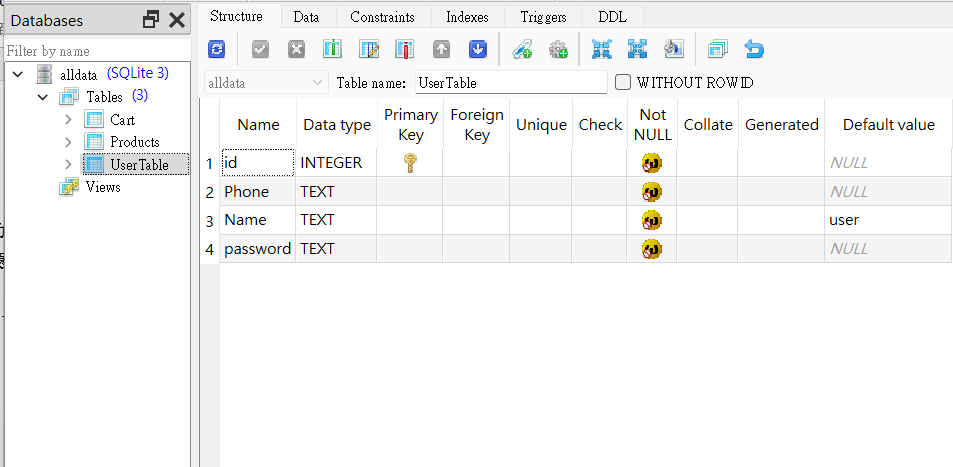 Databases
Filter by name
alldata (SQLite 3)
Tables (3)
Cart
Products
UserTable
Views
Structure Data Constraints Indexes Triggers DDL
alldata Table name: UserTable WITHOUT ROWID
Name Data type Primary Key Foreign Key Unique Check Not NULL Collate Generated Default value
1 id INTEGER NULL
2 Phone TEXT NULL
3 Name TEXT user
4 password TEXT NULL